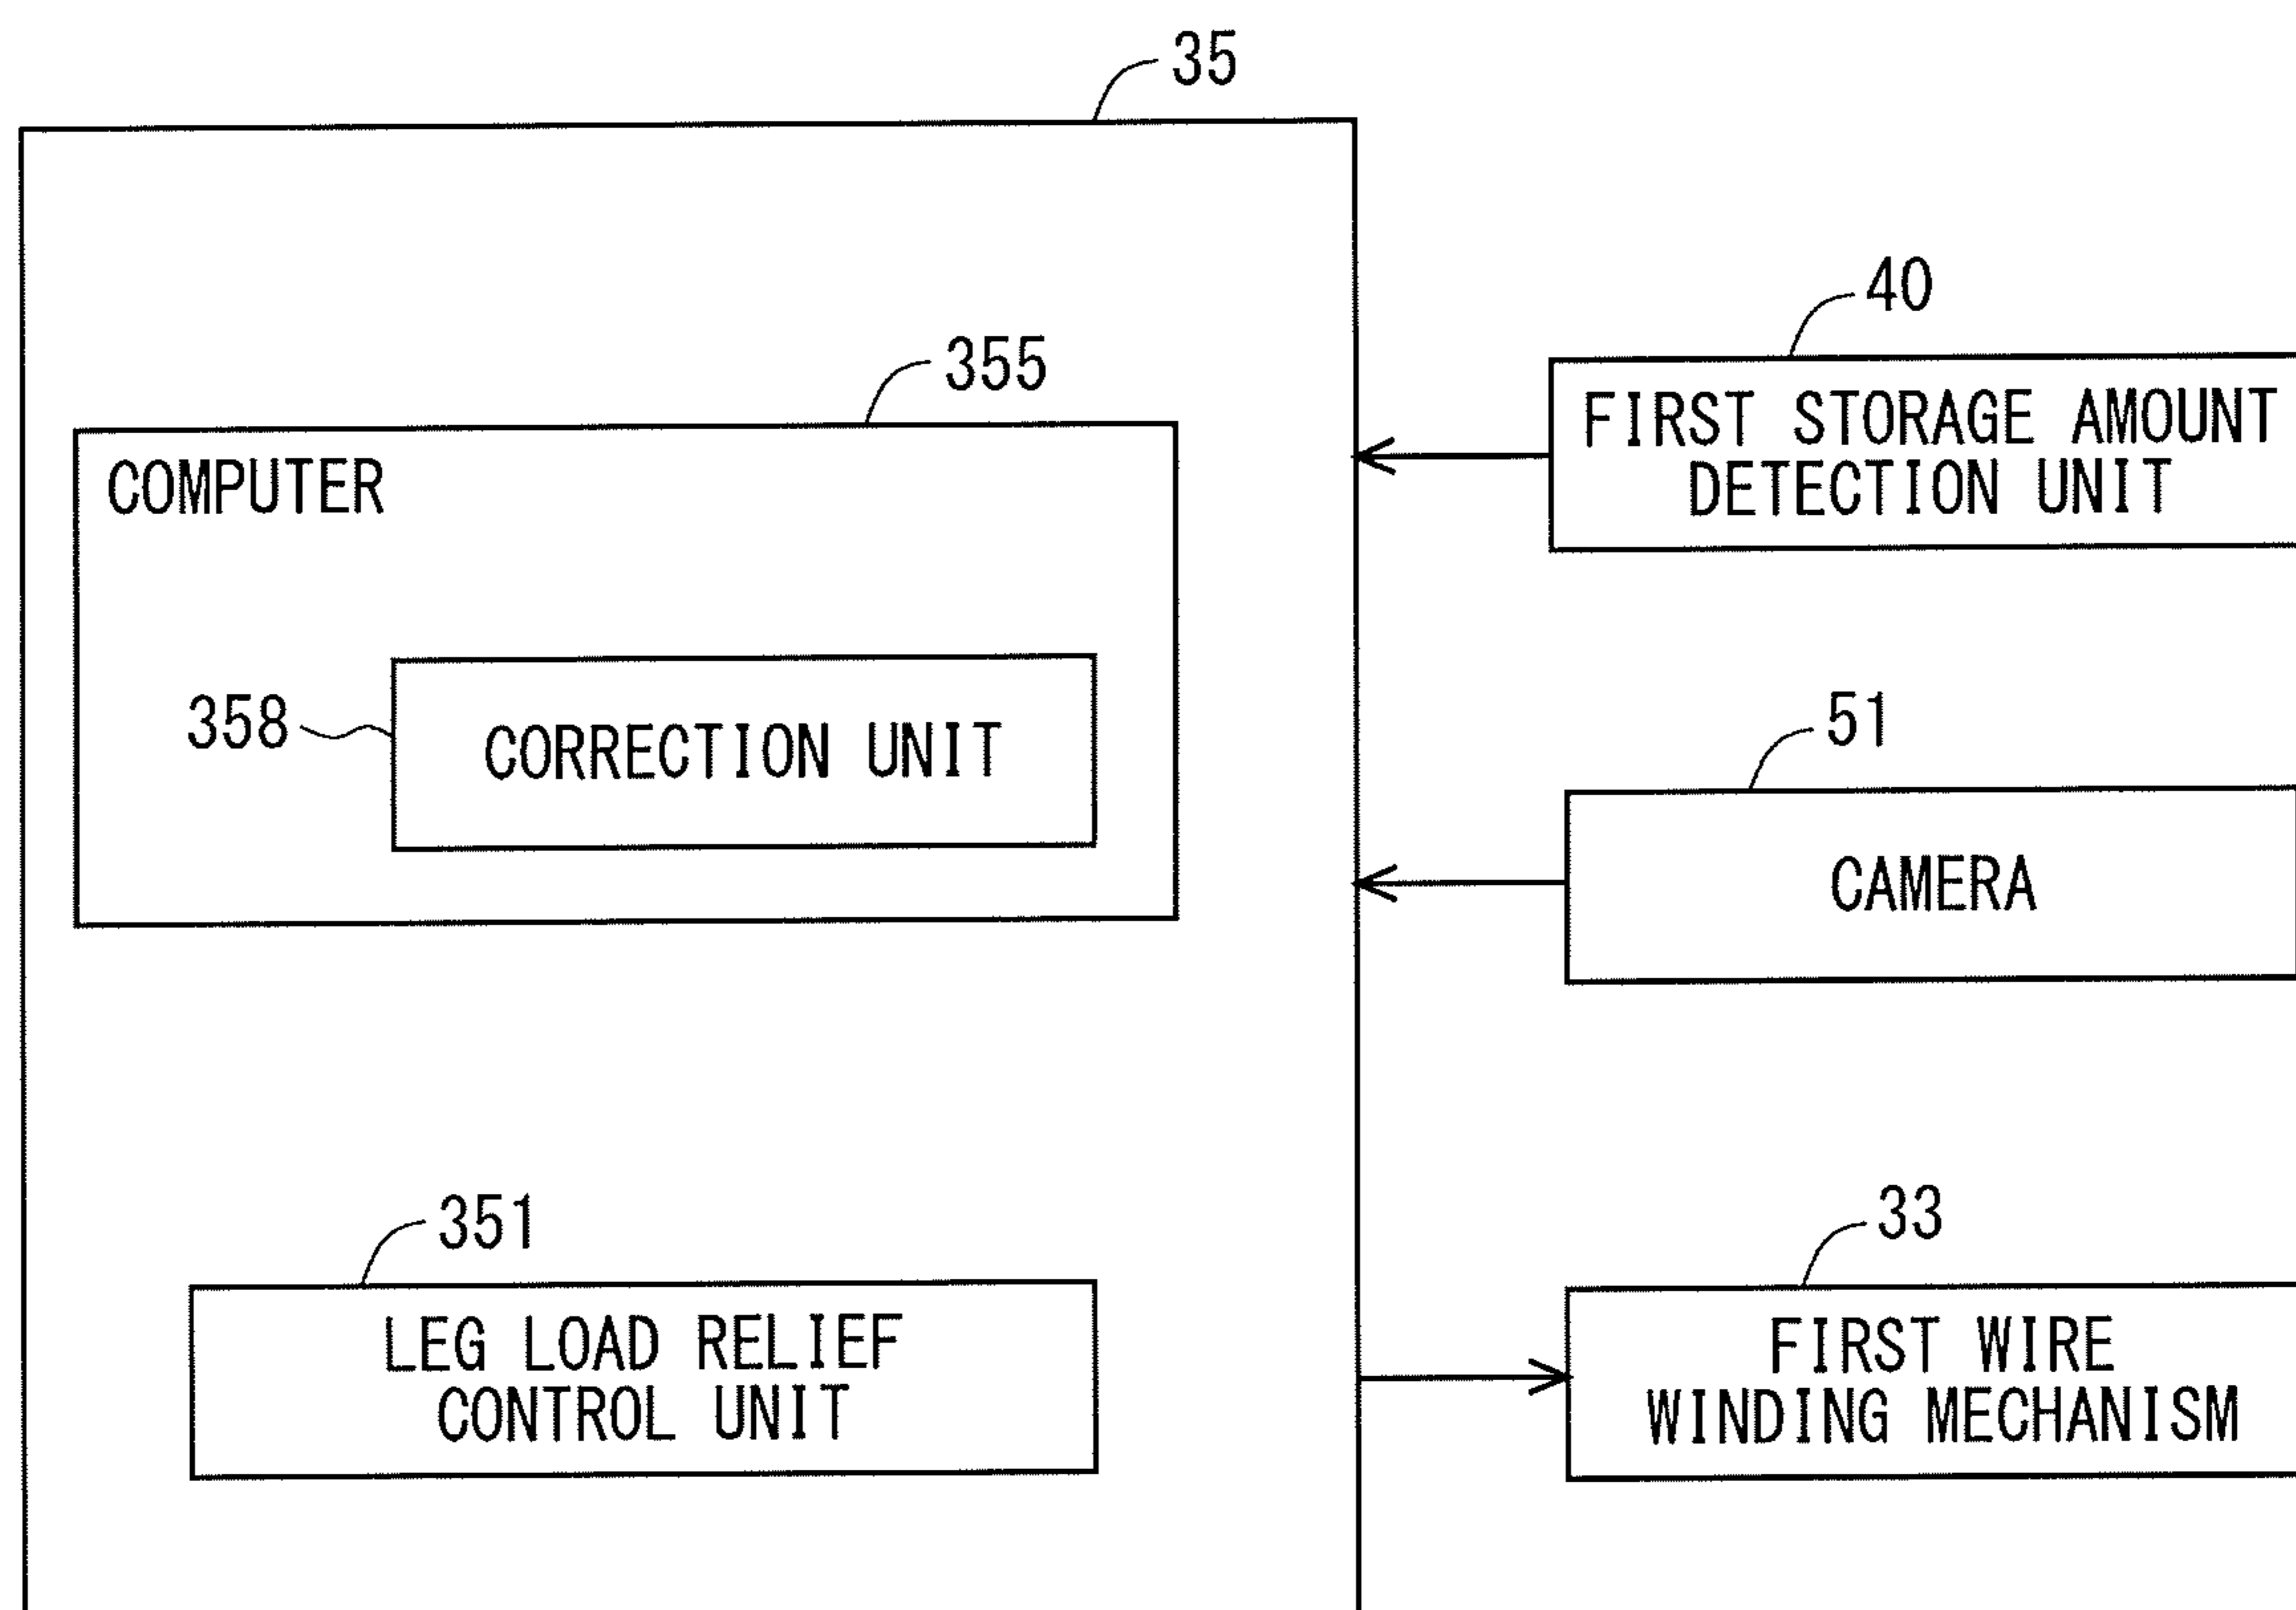 35
40
355
FIRST STORAGE AMOUNT
DETECTION UNIT
COMPUTER
358
CORRECTION UNIT
51
CAMERA
351
LEG LOAD RELIEF
CONTROL UNIT
33
FIRST WIRE
WINDING MECHANISM